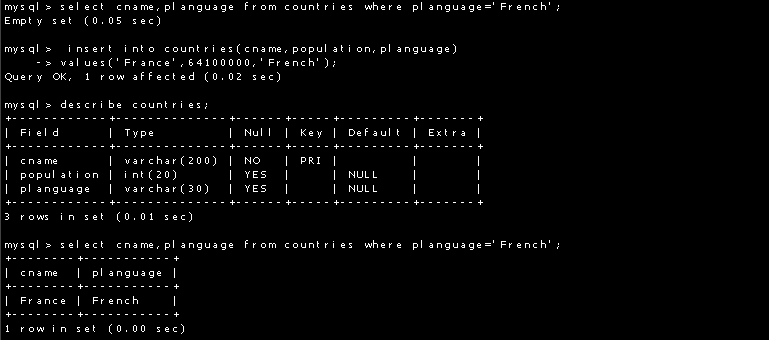 mysql> select cname,planguage from countries where planguage='French';
Empty set (0.05 sec)
mysql>  insert into countries(cname,population,planguage)
    -> values('France',64100000,'French');
Query OK, 1 row affected (0.02 sec)
mysql> describe countries;
+------------+--------------+------+-----+---------+-------+
| Field      | Type         | Null | Key | Default | Extra |
+------------+--------------+------+-----+---------+-------+
| cname      | varchar(200) | NO   | PRI |         |       |
| population | int(20)      | YES  |     | NULL    |       |
| planguage  | varchar(30)  | YES  |     | NULL    |       |
+------------+--------------+------+-----+---------+-------+
3 rows in set (0.01 sec)
mysql> select cname,planguage from countries where planguage='French';
+--------+-----------+
| cname  | planguage |
+--------+-----------+
| France | French    |
+--------+-----------+
1 row in set (0.00 sec)